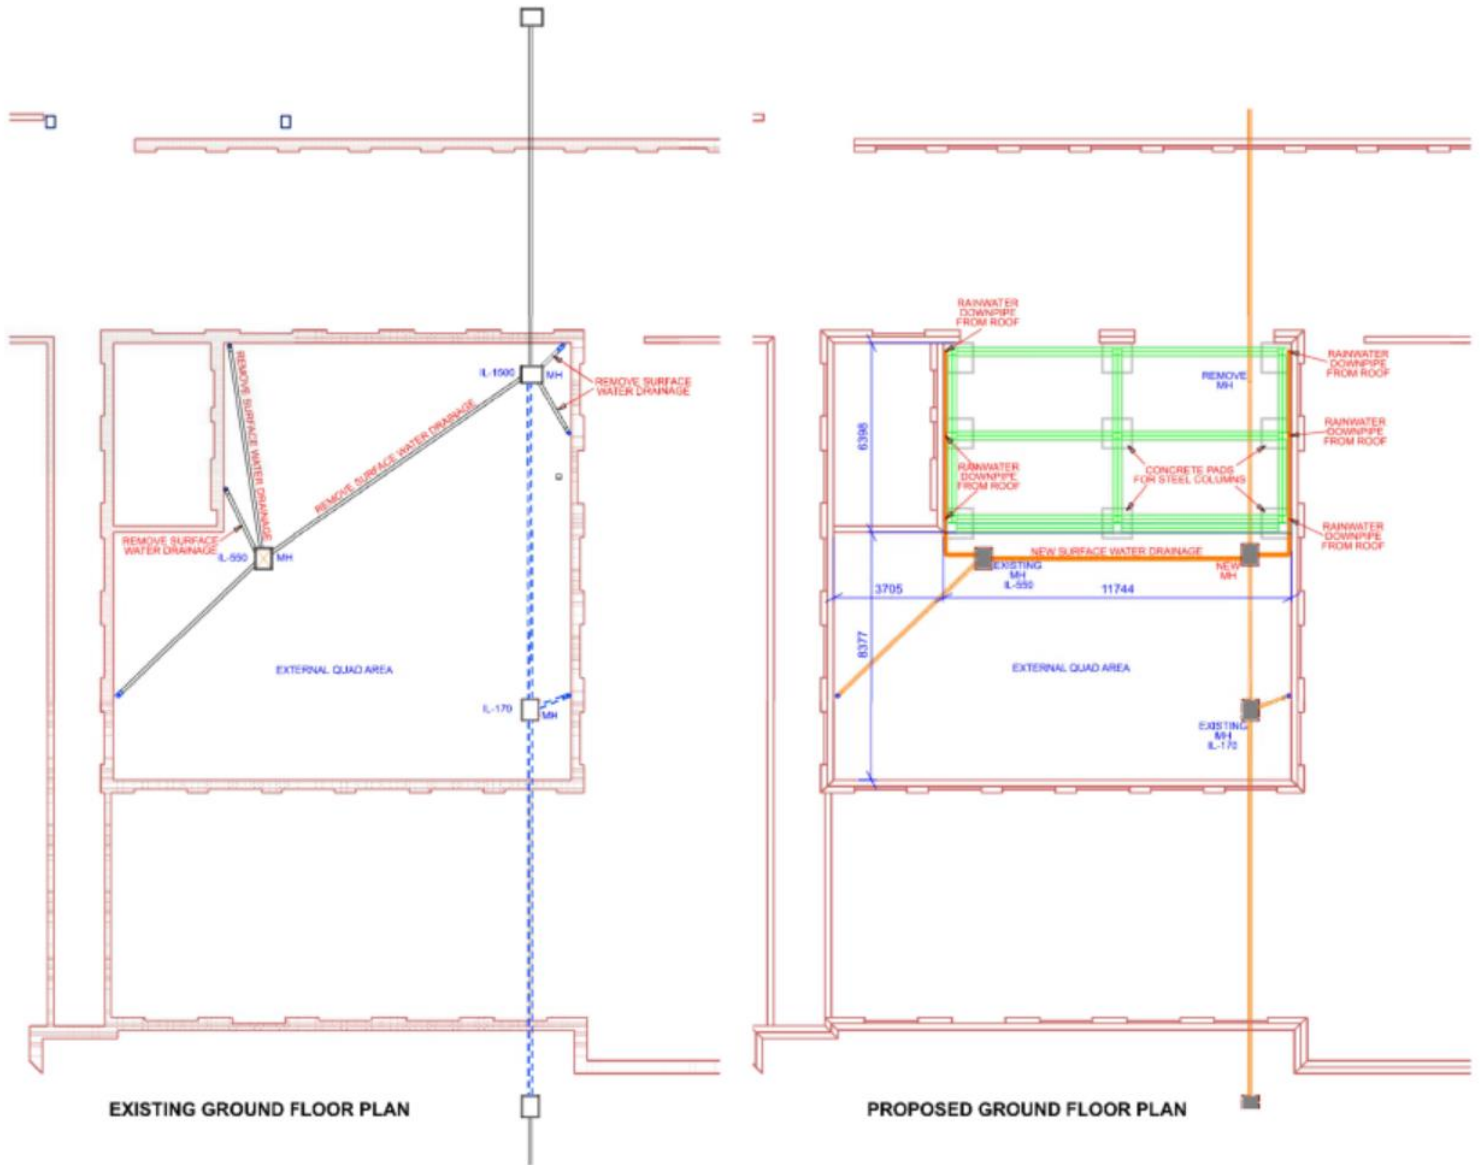 IL-1500
MH
REMOVE SURFACE
WATER DRAINAGE
REMOVE SURFACE WATER DRAINAGE
REMOVE SURFACE WATER DRAINAGE
REMOVE SURFACE
WATER DRAINAGE
IL-550
MH
EXTERNAL QUAD AREA
IL-170
MH
EXISTING GROUND FLOOR PLAN
RAINWATER
DOWNPIPE
FROM ROOF
RAINWATER
DOWNPIPE
FROM ROOF
REMOVE
MH
6398
RAINWATER
DOWNPIPE
FROM ROOF
RAINWATER
DOWNPIPE
FROM ROOF
CONCRETE PADS
FOR STEEL COLUMNS
RAINWATER
DOWNPIPE
FROM ROOF
NEW SURFACE WATER DRAINAGE
EXISTING
MH
IL-550
NEW
MH
3705
11744
8377
EXTERNAL QUAD AREA
EXISTING
MH
IL-170
PROPOSED GROUND FLOOR PLAN